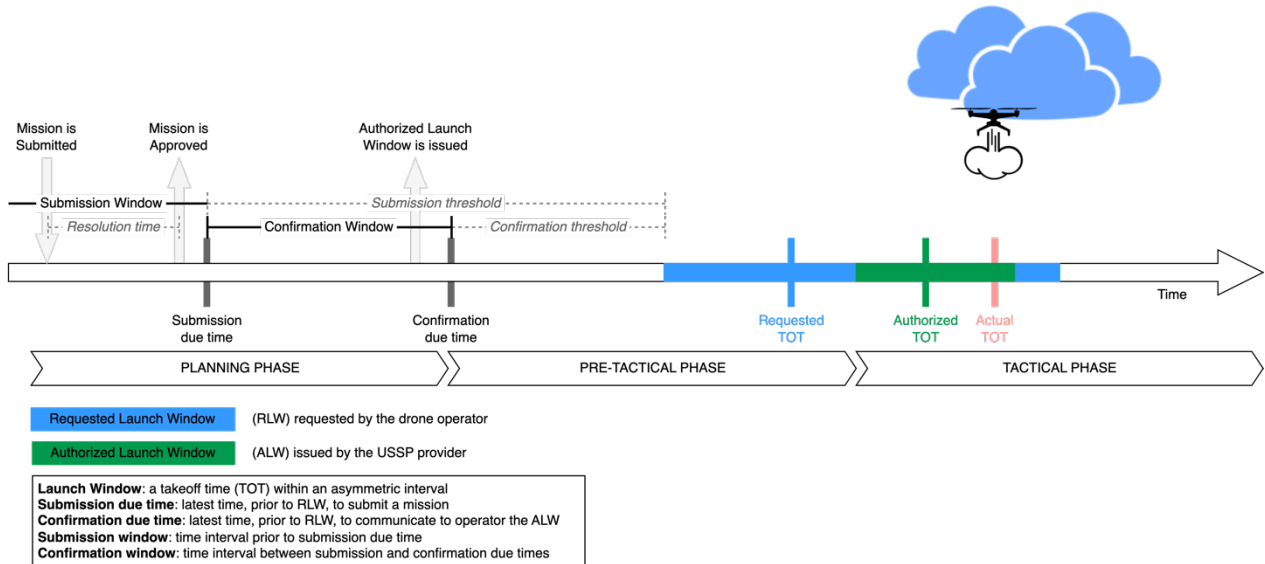 Mission is
Submitted
Mission is
Approved
Authorized Launch
Window is issued
Submission Window
Submission threshold
Resolution time
Confirmation Window
Confirmation threshold
Time
Submission
due time
Confirmation
due time
Requested
TOT
Authorized
TOT
Actual
TOT
PLANNING PHASE
PRE-TACTICAL PHASE
TACTICAL PHASE
Requested Launch Window (RLW) requested by the drone operator
Authorized Launch Window (ALW) issued by the USSP provider
Launch Window: a takeoff time (TOT) within an asymmetric interval
Submission due time: latest time, prior to RLW, to submit a mission
Confirmation due time: latest time, prior to RLW, to communicate to operator the ALW
Submission window: time interval prior to submission due time
Confirmation window: time interval between submission and confirmation due times